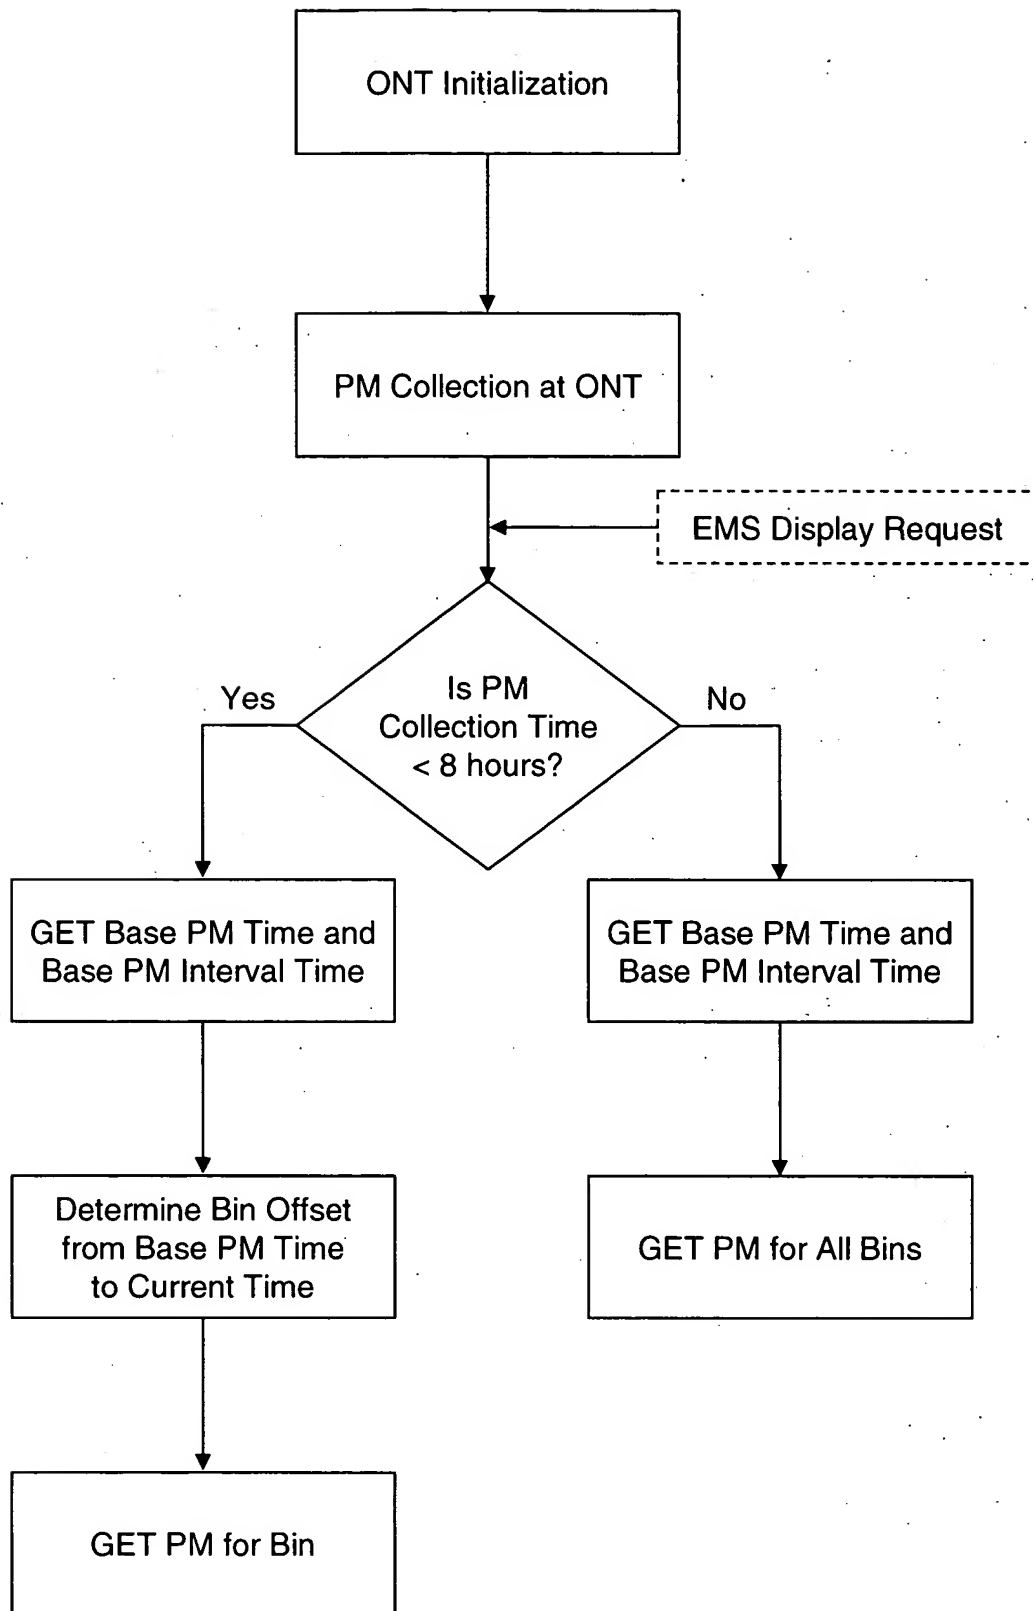 ONT Initialization
PM Collection at ONT
EMS Display Request
Is PM
Collection Time
< 8 hours?
Yes
No
GET Base PM Time and
Base PM Interval Time
GET Base PM Time and
Base PM Interval Time
Determine Bin Offset
from Base PM Time
to Current Time
GET PM for All Bins
GET PM for Bin